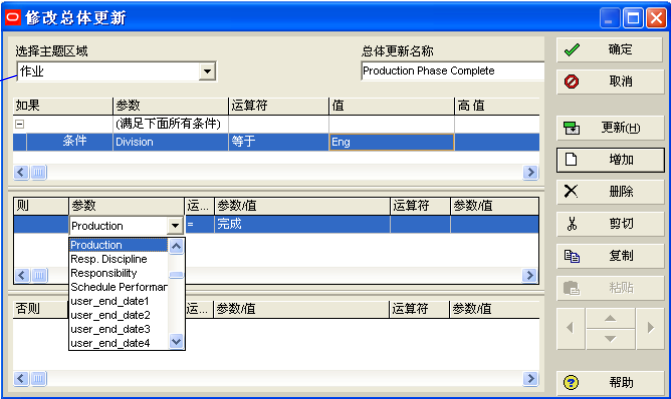 修改总体更新
选择主题区域
总体更新名称
作业
Production Phase Complete
如果 参数 运算符 值 高值
(满足下面所有条件)
条件 Division 等于 Eng
则 参数 运... 参数/值 运算符 参数/值
Production = 完成
Production
Resp. Discipline
Responsibility
Schedule Performar
user_end_date1
user_end_date2
user_end_date3
user_end_date4
否则 运... 参数/值 运算符 参数/值
确定
取消
更新(H)
增加
删除
剪切
复制
粘贴
帮助